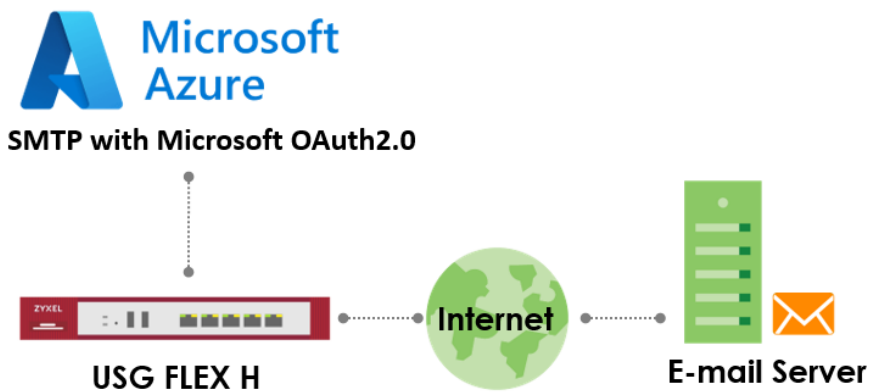 Microsoft
Azure
SMTP with Microsoft OAuth2.0
ZYXEL
Internet
USG FLEX H
E-mail Server